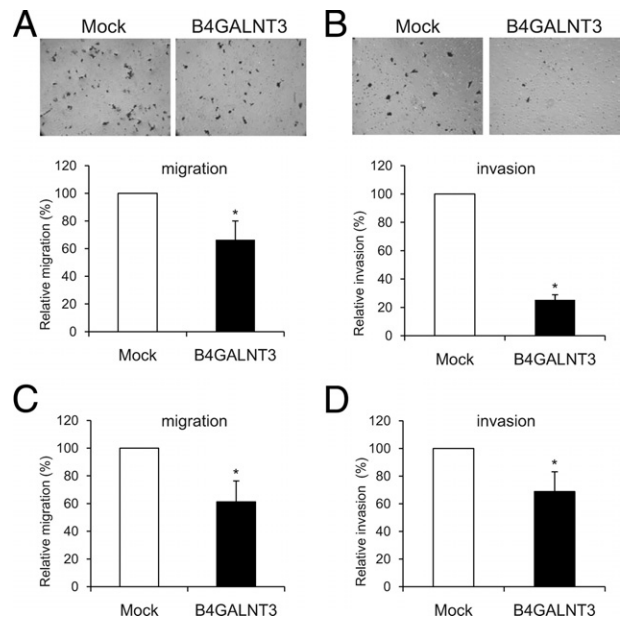 A
Mock B4GALNT3
migration
Relative migration (%)
120
100
80
60
40
20
0
*
Mock B4GALNT3
B
Mock B4GALNT3
invasion
Relative invasion (%)
120
100
80
60
40
20
0
*
Mock B4GALNT3
C
migration
Relative migration (%)
120
100
80
60
40
20
0
*
Mock B4GALNT3
D
invasion
Relative invasion (%)
120
100
80
60
40
20
0
*
Mock B4GALNT3